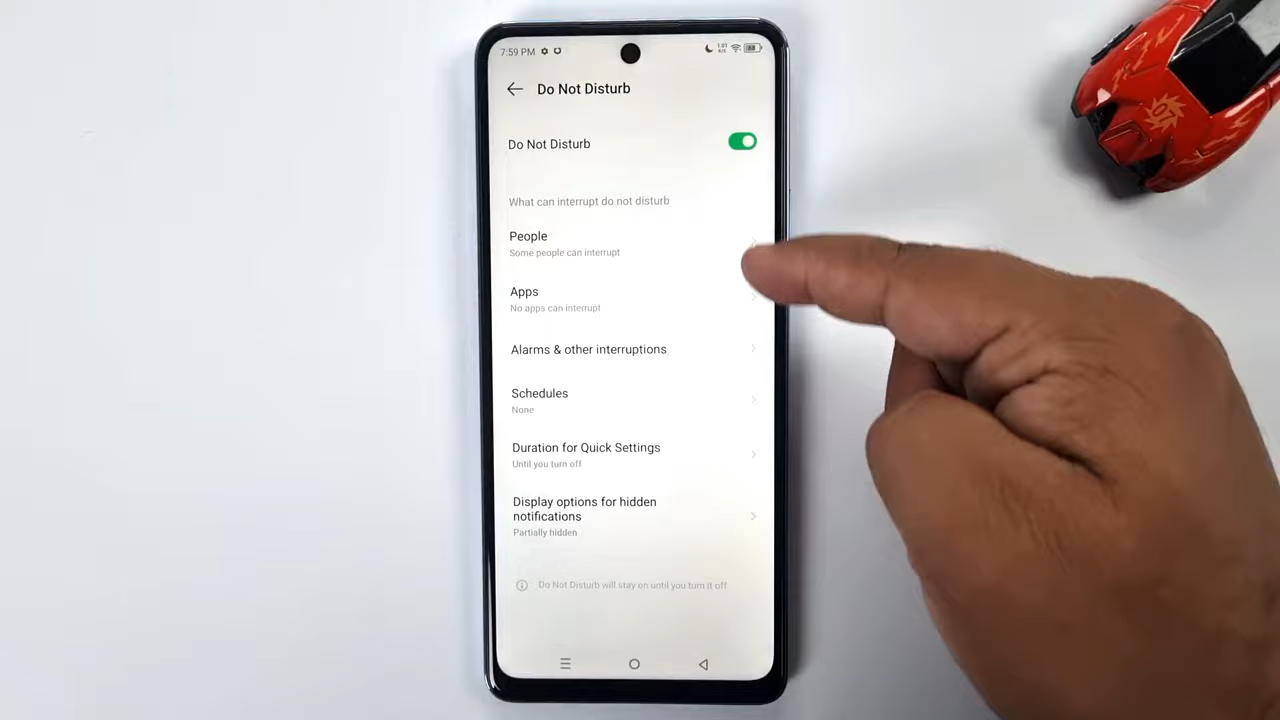 7:59 PM
Do Not Disturb
Do Not Disturb
What can interrupt do not disturb
People
Some people can interrupt
Apps
No apps can interrupt
Alarms & other interruptions
Schedules
None
Duration for Quick Settings
Until you turn off
Display options for hidden
notifications
Partially hidden
Do Not Disturb will stay on until you turn it off
07